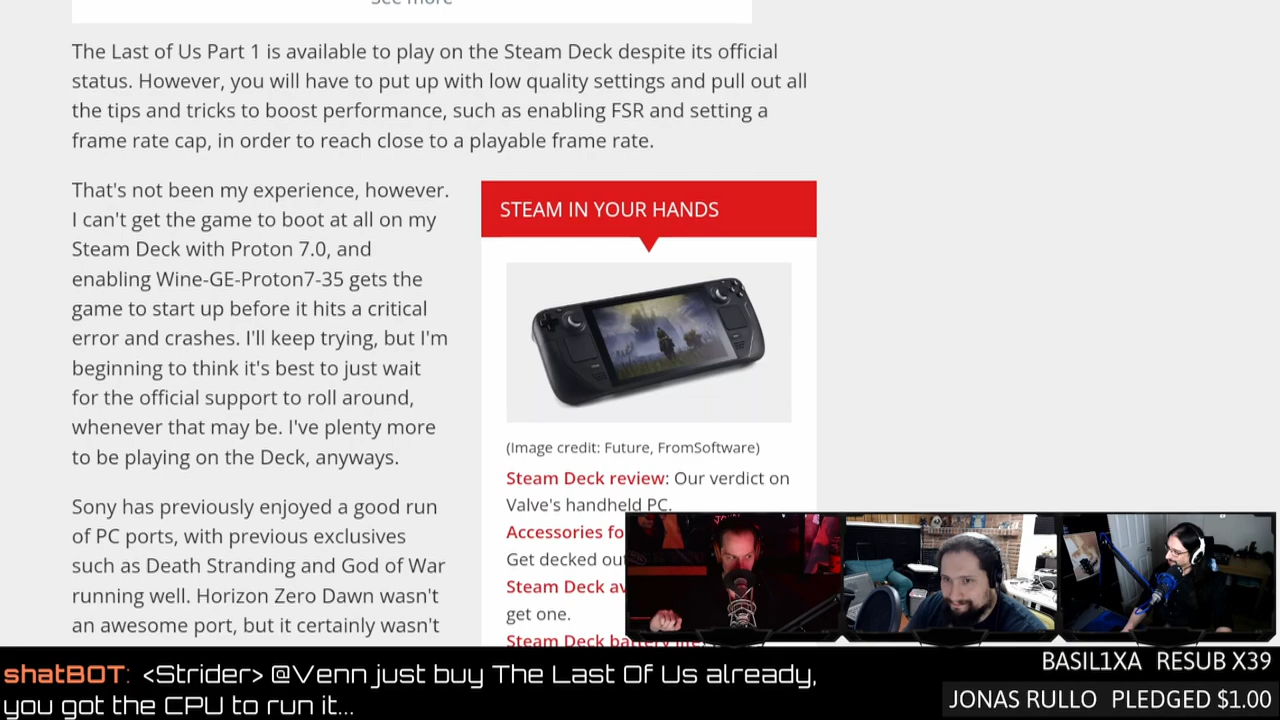 See more
The Last of Us Part 1 is available to play on the Steam Deck despite its official
status. However, you will have to put up with low quality settings and pull out all
the tips and tricks to boost performance, such as enabling FSR and setting a
frame rate cap, in order to reach close to a playable frame rate.
That's not been my experience, however.
I can't get the game to boot at all on my
Steam Deck with Proton 7.0, and
enabling Wine-GE-Proton7-35 gets the
game to start up before it hits a critical
error and crashes. I'll keep trying, but I'm
beginning to think it's best to just wait
for the official support to roll around,
whenever that may be. I've plenty more
to be playing on the Deck, anyways.
Sony has previously enjoyed a good run
of PC ports, with previous exclusives
such as Death Stranding and God of War
running well. Horizon Zero Dawn wasn't
an awesome port, but it certainly wasn't
STEAM IN YOUR HANDS
(Image credit: Future, FromSoftware)
Steam Deck review: Our verdict on
Valve's handheld PC.
Accessories fo
Get decked out
Steam Deck av
get one.
Steam Deck battery life
shatBOT: <Strider> @Venn just buy The Last Of Us already,
you got the CPU to run it...
BASIL1XA RESUB X39
JONAS RULLO PLEDGED $1.00